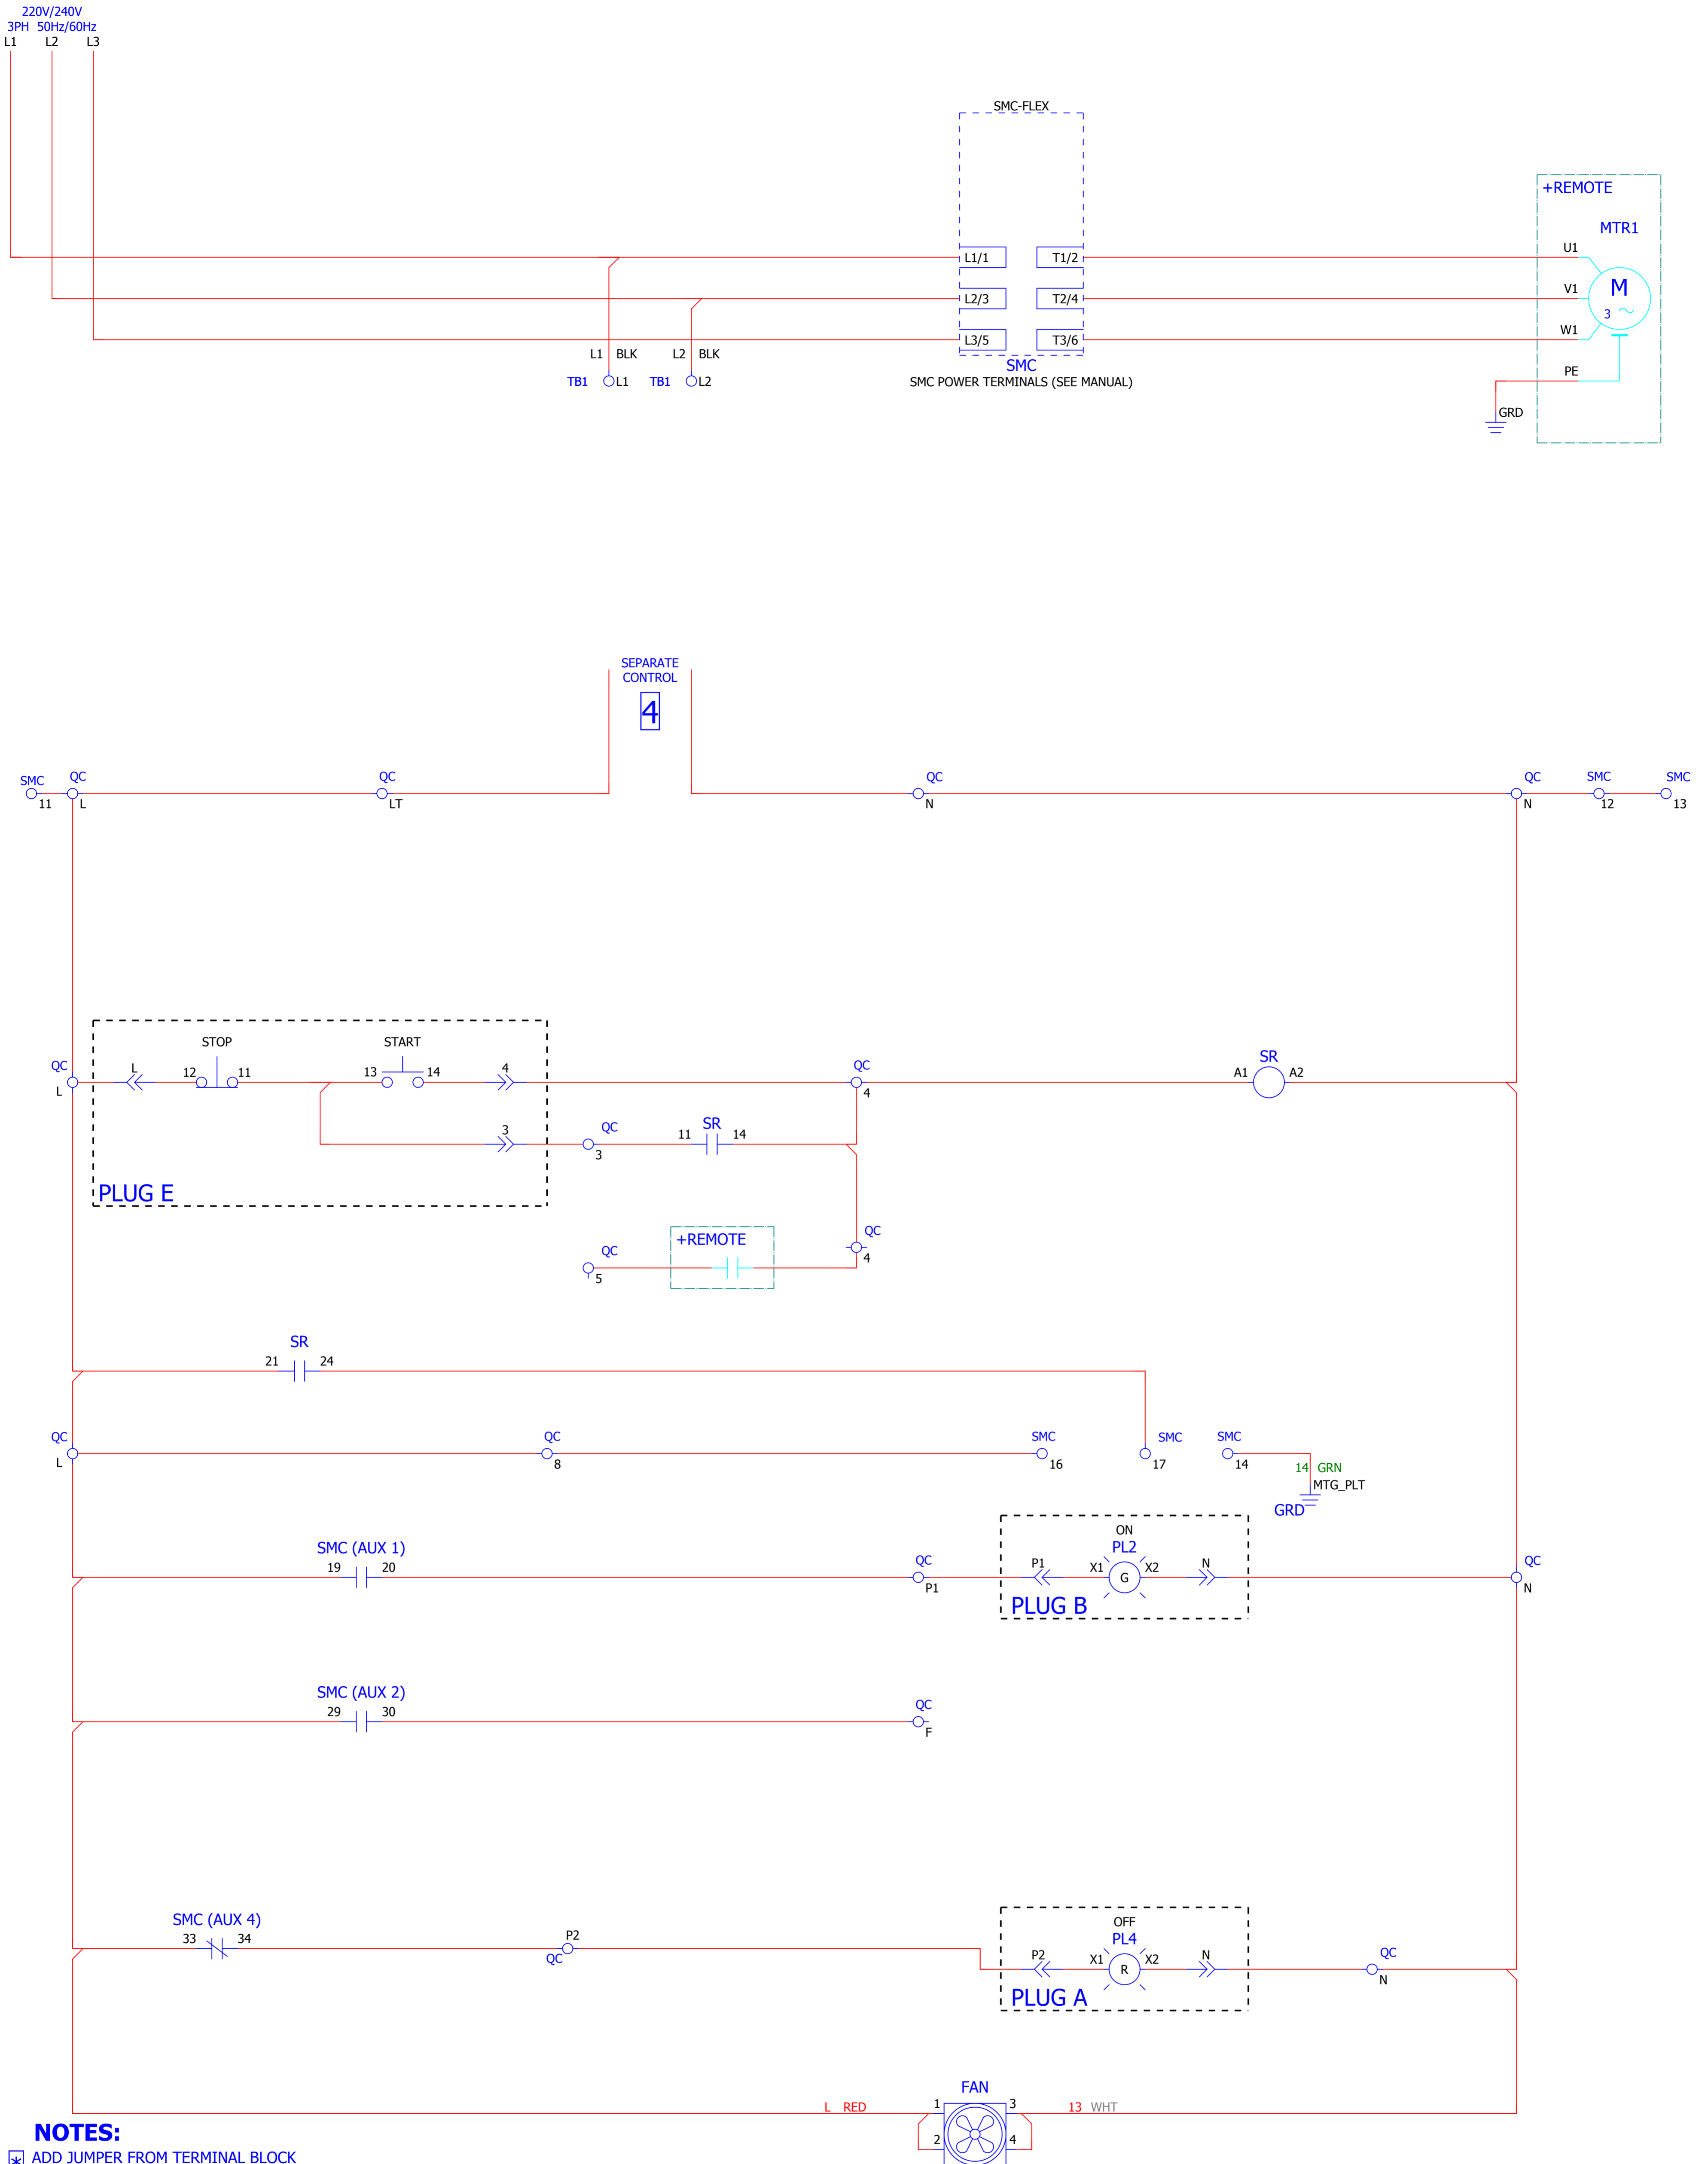 220V/240V
3PH 50Hz/60Hz
L1 L2 L3
SMC-FLEX
+REMOTE
MTR1
U1
L1/1 T1/2
M
3
V1
L2/3 T2/4
W1
L3/5 T3/6
L1 BLK L2 BLK
SMC
SMC POWER TERMINALS (SEE MANUAL)
TB1 L1 TB1 L2
PE
GRD
SEPARATE
CONTROL
4
SMC QC QC QC QC SMC SMC
11 L LT N N 12 13
STOP START
QC L 12 11 13 14 4 QC A1 SR A2
L 4
3 QC 11 SR 14
3
PLUG E
QC +REMOTE QC
5 4
SR
21 24
QC QC SMC SMC SMC
L 8 16 17 14
14 GRN
MTG_PLT
GRD
ON
SMC (AUX 1) PL2
19 20 QC P1 X1 G X2 N QC
P1 N
PLUG B
SMC (AUX 2)
29 30 QC
F
SMC (AUX 4) OFF
33 34 P2 PL4
QC P2 X1 R X2 N QC
N
PLUG A
FAN
L RED 1 3 13 WHT
2 4
NOTES:
* ADD JUMPER FROM TERMINAL BLOCK